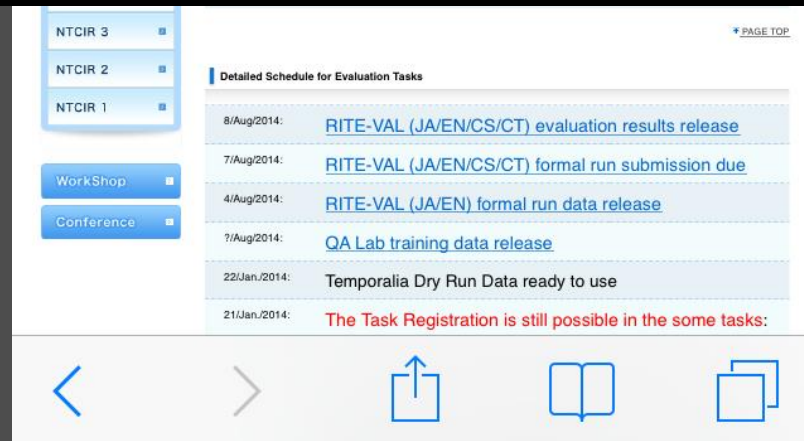 NTCIR 3
NTCIR 2
NTCIR 1
WorkShop
Conference
PAGE TOP
Detailed Schedule for Evaluation Tasks
8/Aug/2014: RITE-VAL (JA/EN/CS/CT) evaluation results release
7/Aug/2014: RITE-VAL (JA/EN/CS/CT) formal run submission due
4/Aug/2014: RITE-VAL (JA/EN) formal run data release
?/Aug/2014: QA Lab training data release
22/Jan./2014: Temporalia Dry Run Data ready to use
21/Jan./2014: The Task Registration is still possible in the some tasks: